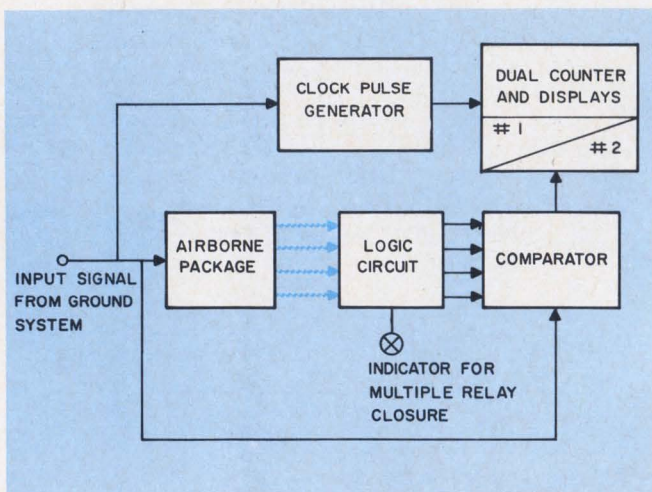 CLOCK PULSE
GENERATOR
DUAL COUNTER
AND DISPLAYS
# 1
# 2
INPUT SIGNAL
FROM GROUND
SYSTEM
AIRBORNE
PACKAGE
LOGIC
CIRCUIT
COMPARATOR
INDICATOR FOR
MULTIPLE RELAY
CLOSURE